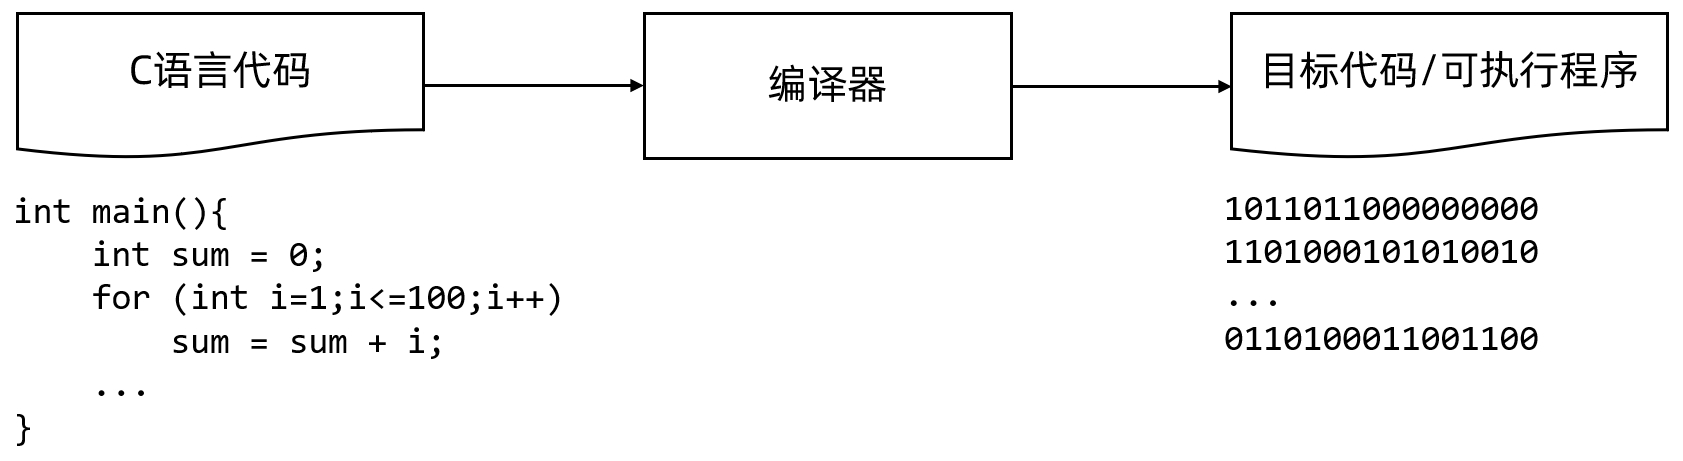 C语言代码
编译器
目标代码/可执行程序
int main(){
    int sum = 0;
    for (int i=1;i<=100;i++)
        sum = sum + i;
    ...
}
1011011000000000
1101000101010010
...
0110100011001100